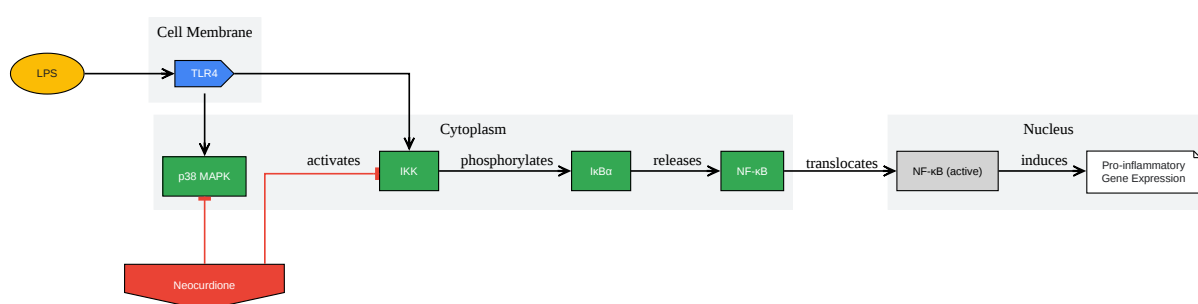 Cell Membrane
LPS
TLR4
Cytoplasm
Nucleus
activates
phosphorylates
releases
translocates
induces
p38 MAPK
IKK
IκBα
NF-κB
NF-κB (active)
Pro-inflammatory
Gene Expression
Neocurdione